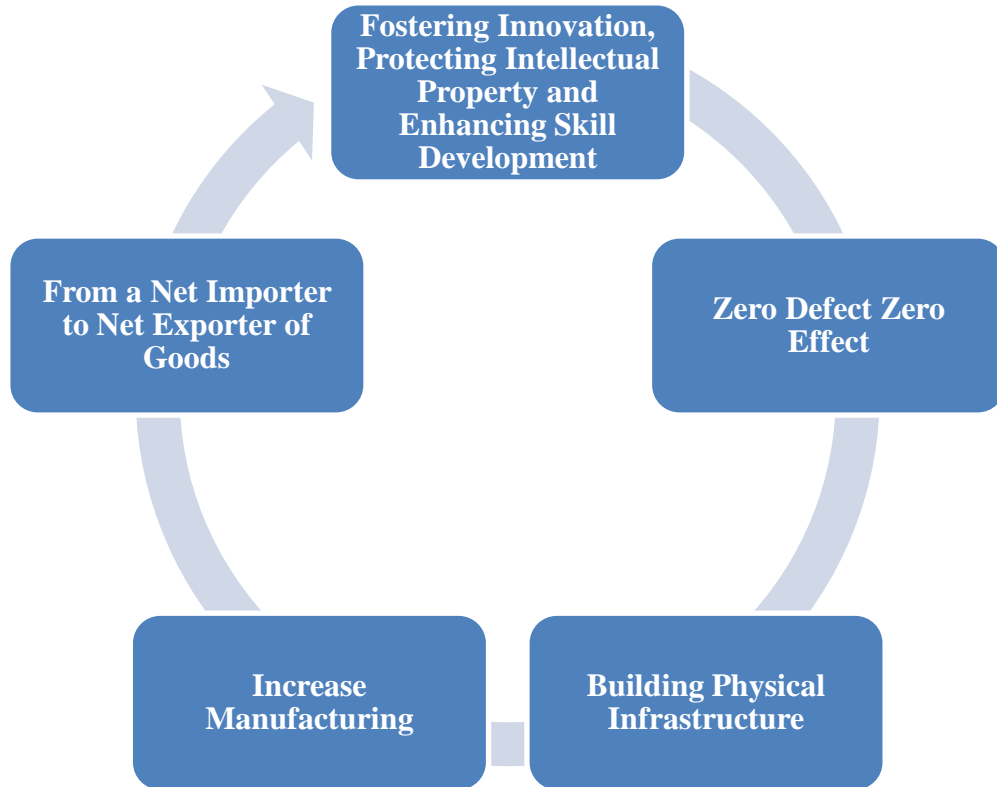 Fostering Innovation,
Protecting Intellectual
Property and
Enhancing Skill
Development
Zero Defect Zero
Effect
Building Physical
Infrastructure
Increase
Manufacturing
From a Net Importer
to Net Exporter of
Goods